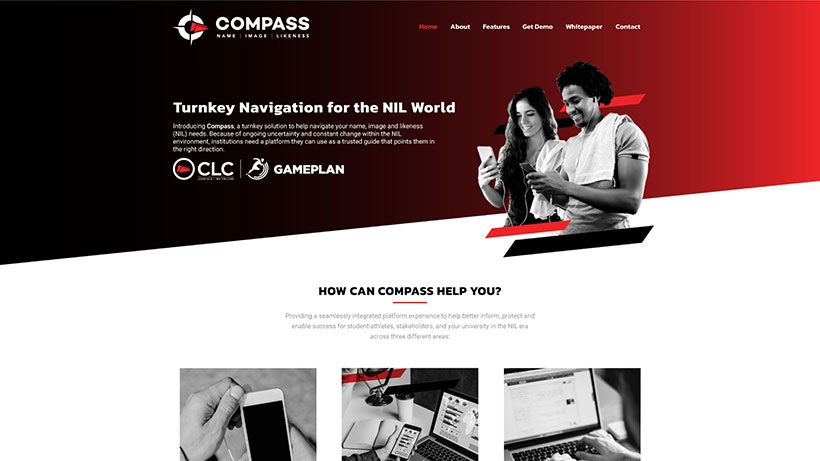 COMPASS
NAME | IMAGE | LIKENESS
Home About Features Get Demo Whitepaper Contact
Turnkey Navigation for the NIL World
Introducing Compass, a turnkey solution to help navigate your name, image and likeness
(NIL) needs. Because of ongoing uncertainty and constant change within the NIL
environment, institutions need a platform they can use as a trusted guide that points them in
the right direction.
CLC GAMEPLAN
HOW CAN COMPASS HELP YOU?
Providing a seamlessly integrated platform experience to help better inform, protect and
enable success for student-athletes, stakeholders, and your university in the NIL era
across three different areas: